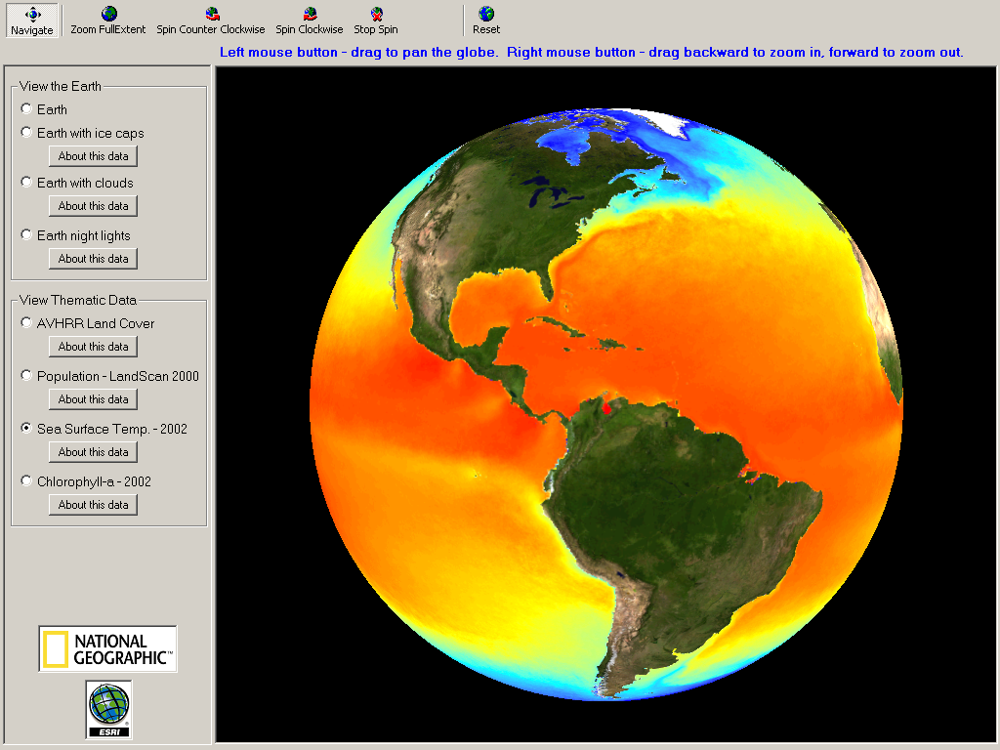 Navigate
Zoom FullExtent
Spin Counter Clockwise
Spin Clockwise
Stop Spin
Reset
Left mouse button - drag to pan the globe. Right mouse button - drag backward to zoom in, forward to zoom out.
View the Earth
Earth
Earth with ice caps
About this data
Earth with clouds
About this data
Earth night lights
About this data
View Thematic Data
AVHRR Land Cover
About this data
Population - LandScan 2000
About this data
Sea Surface Temp. - 2002
About this data
Chlorophyll-a - 2002
About this data
NATIONAL
GEOGRAPHIC™
ESRI